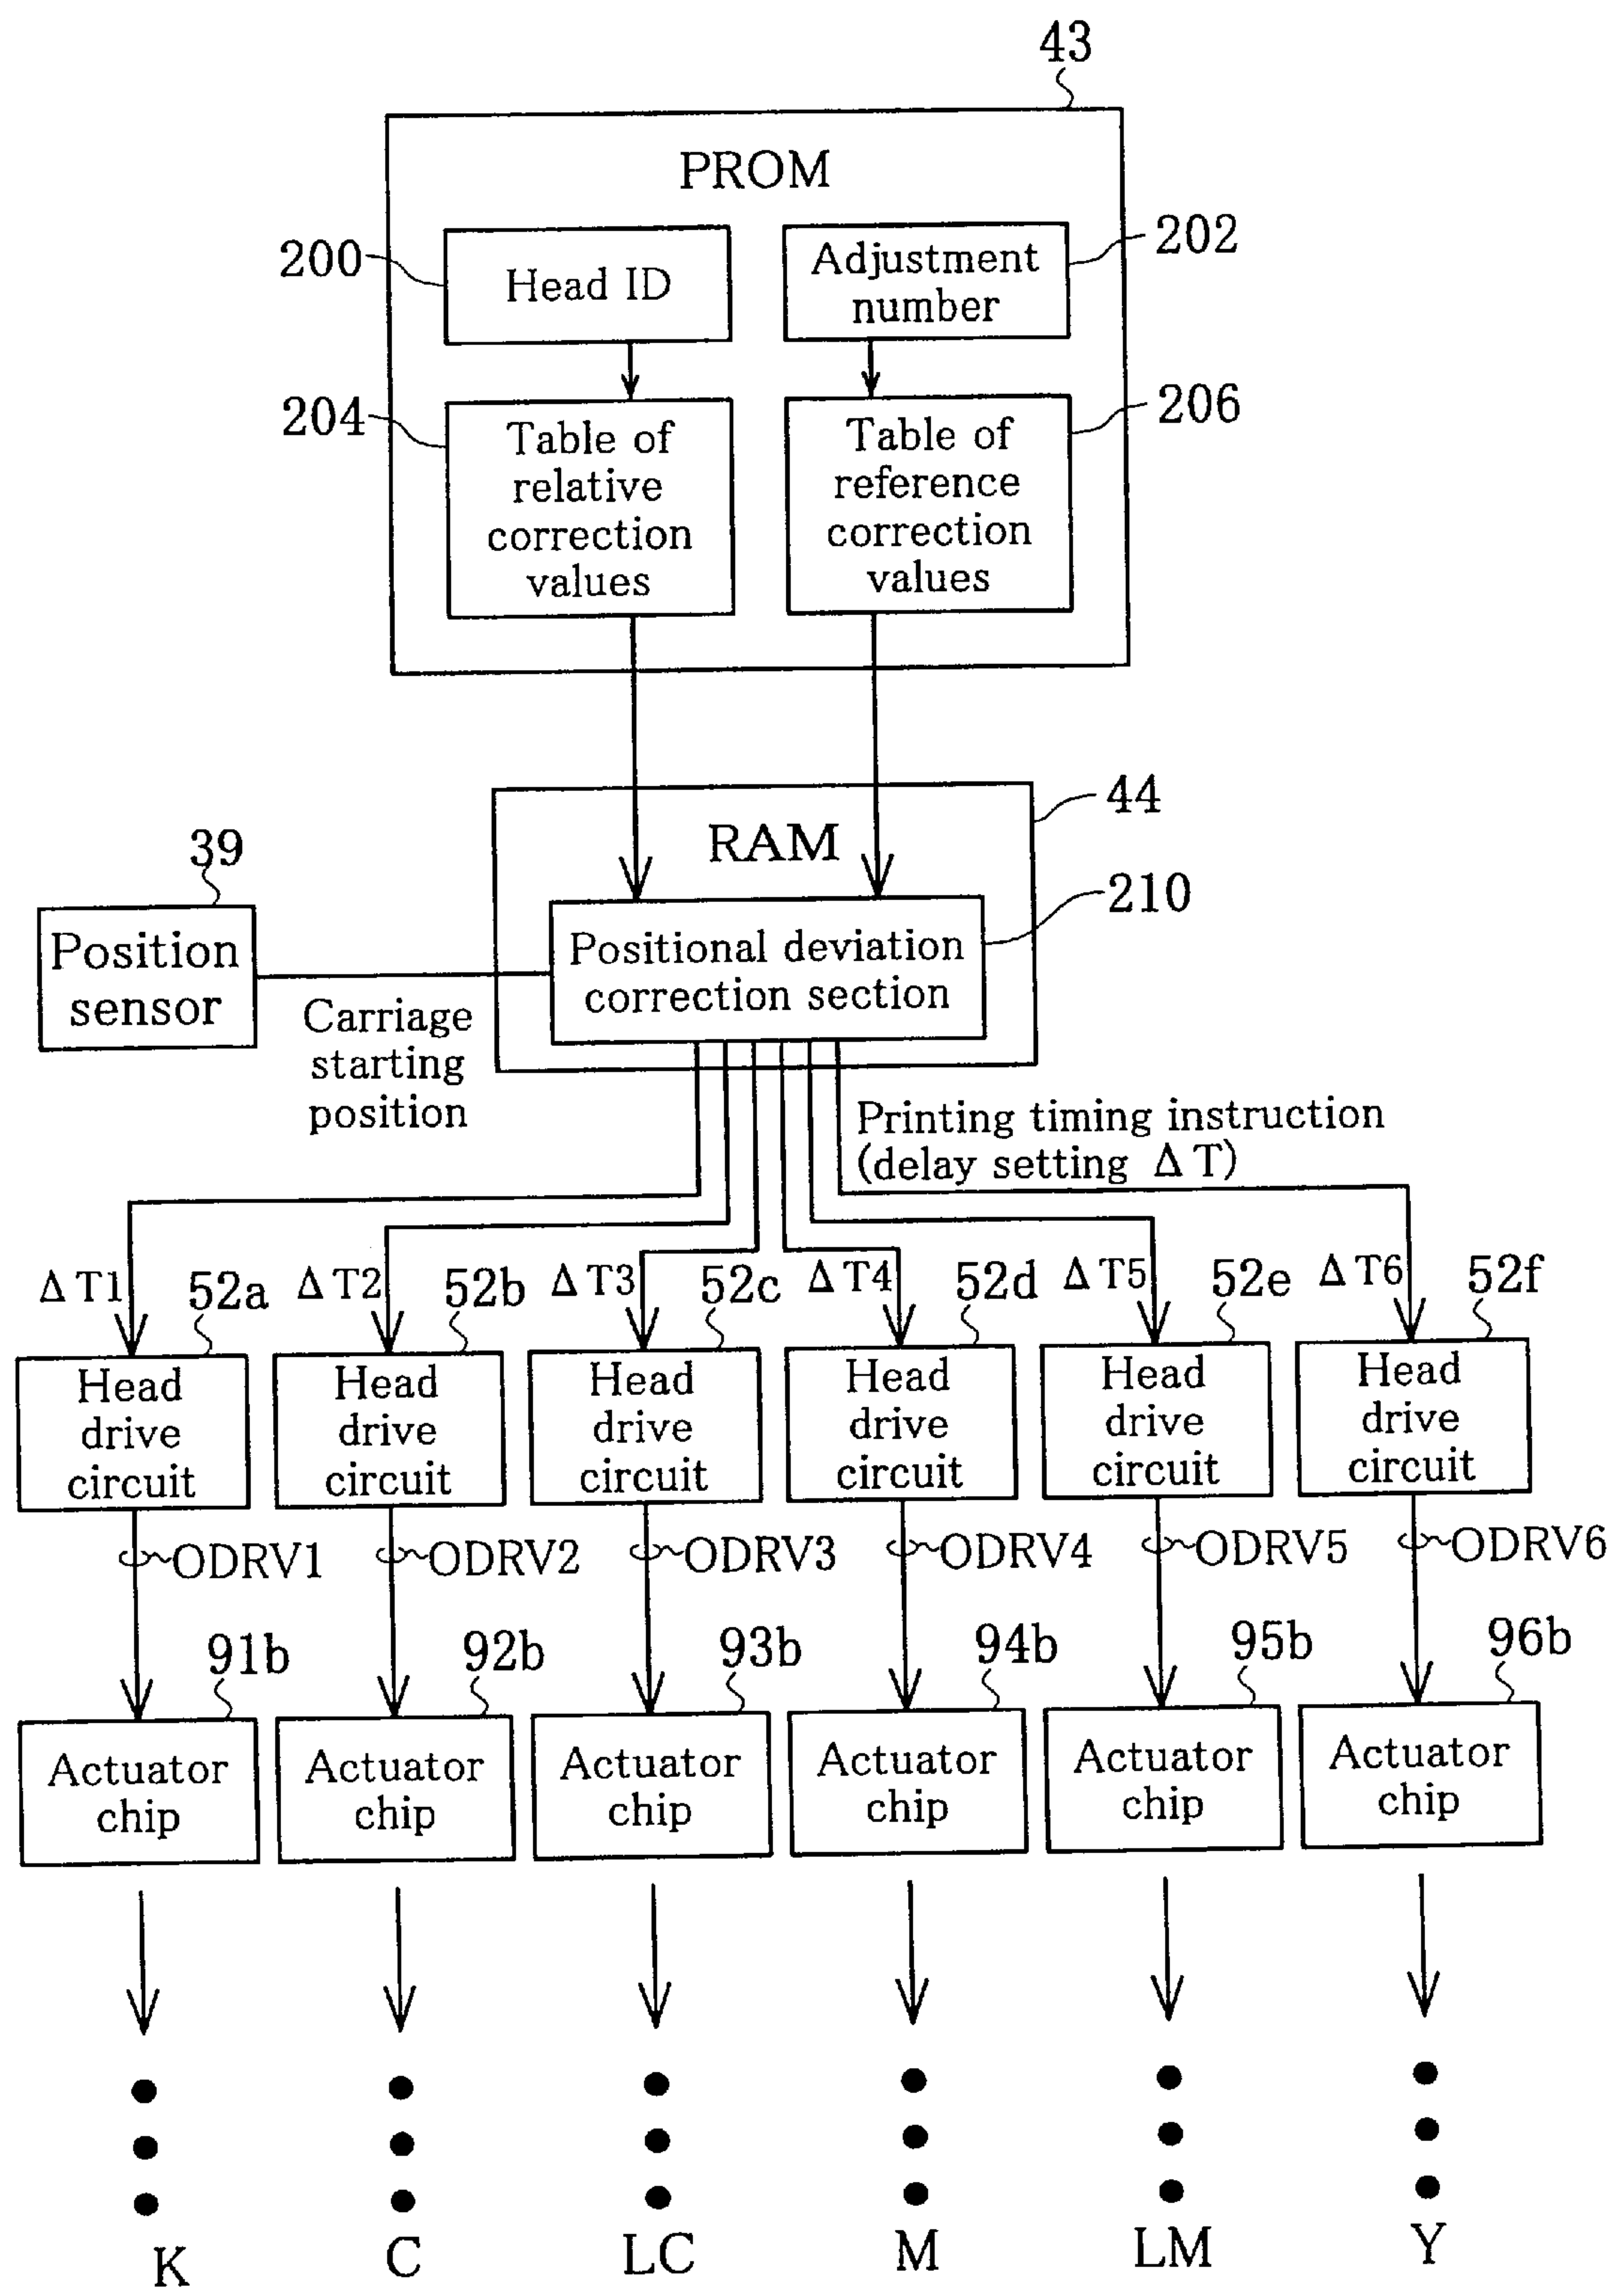 43
PROM
200
Head ID
Adjustment
number
202
204
Table of
relative
correction
values
Table of
reference
correction
values
206
44
RAM
39
Position
sensor
210
Positional deviation
correction section
Carriage
starting
position
Printing timing instruction
(delay setting ΔT)
ΔT1 52a ΔT2 52b ΔT3 52c ΔT4 52d ΔT5 52e ΔT6 52f
Head
drive
circuit
Head
drive
circuit
Head
drive
circuit
Head
drive
circuit
Head
drive
circuit
Head
drive
circuit
ODRV1 ODRV2 ODRV3 ODRV4 ODRV5 ODRV6
91b 92b 93b 94b 95b 96b
Actuator
chip
Actuator
chip
Actuator
chip
Actuator
chip
Actuator
chip
Actuator
chip
K C LC M LM Y